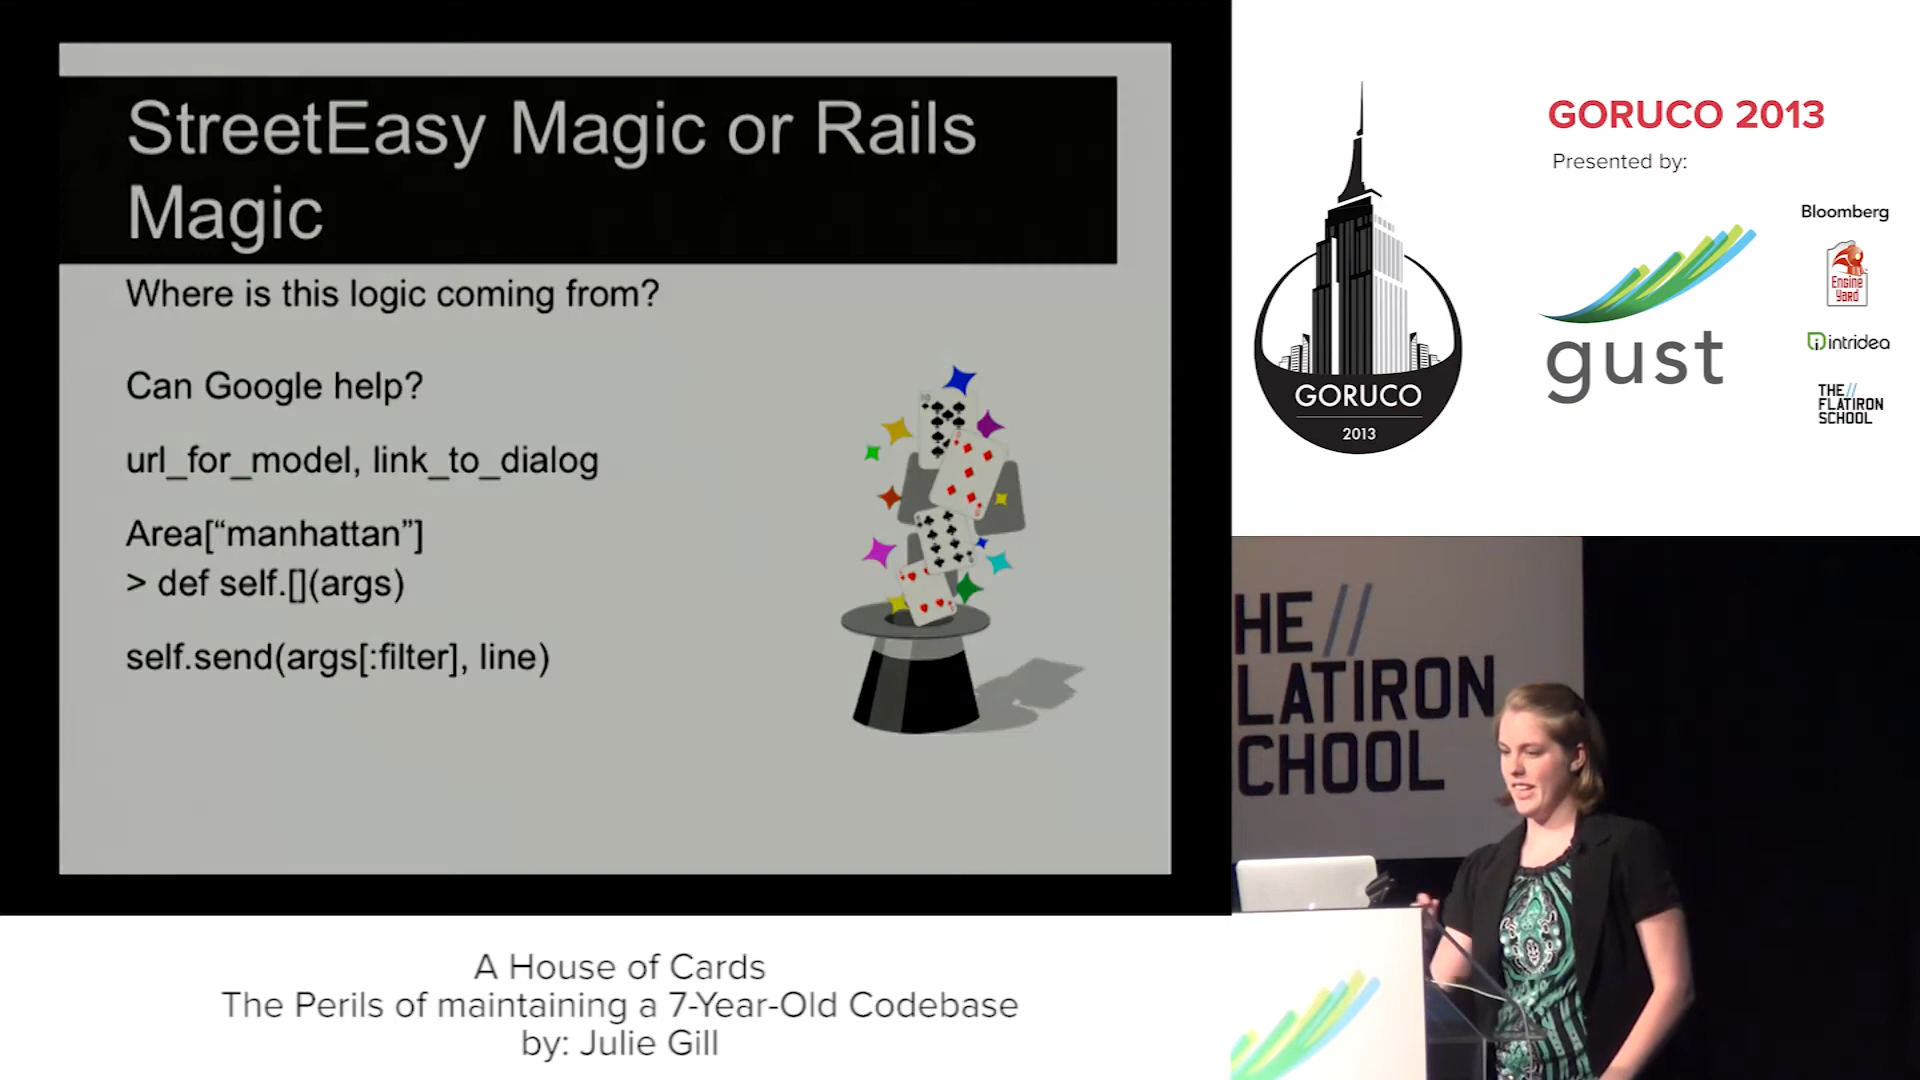 StreetEasy Magic or Rails
Magic
Where is this logic coming from?
Can Google help?
url_for_model, link_to_dialog
Area[“manhattan”]
> def self.[](args)
self.send(args[:filter], line)
GORUCO 2013
Presented by:
Bloomberg
Engine
Yard
intridea
THE//
FLATIRON
SCHOOL
gust
GORUCO
2013
HE//
LATIRON
CHOOL
A House of Cards
The Perils of maintaining a 7-Year-Old Codebase
by: Julie Gill